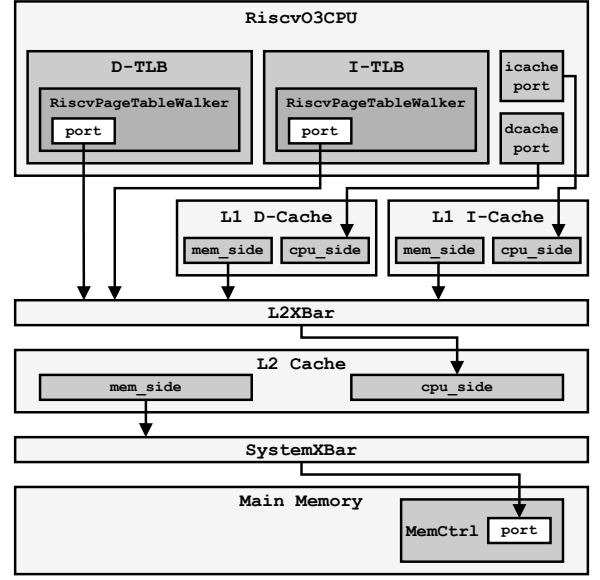 RiscvO3CPU
D-TLB
RiscvPageTableWalker
port
I-TLB
RiscvPageTableWalker
port
icache
port
dcache
port
L1 D-Cache
mem_side
cpu_side
L1 I-Cache
mem_side
cpu_side
L2XBar
L2 Cache
mem_side
cpu_side
SystemXBar
Main Memory
MemCtrl
port